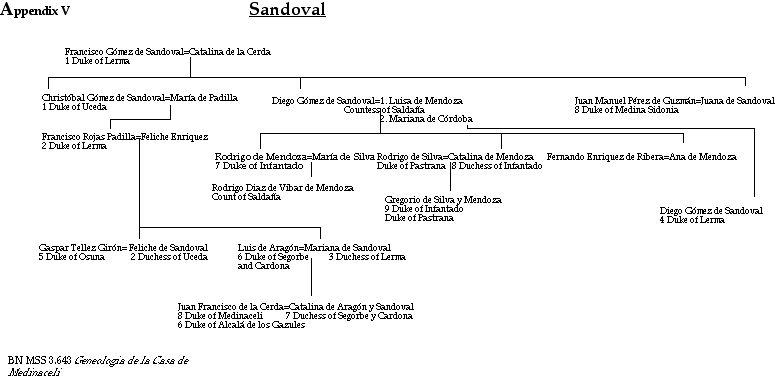 Appendix V
Sandoval
Francisco Gómez de Sandoval=Catalina de la Cerda
1 Duke of Lerma
Christóbal Gómez de Sandoval=María de Padilla
1 Duke of Uceda
Diego Gómez de Sandoval=1. Luisa de Mendoza
Countess of Saldaña
2. Mariana de Córdoba
Juan Manuel Pérez de Guzmán=Juana de Sandoval
8 Duke of Medina Sidonia
Francisco Rojas Padilla=Feliche Enriquez
2 Duke of Lerma
Rodrigo de Mendoza=María de Silva
7 Duke of Infantado
Rodrigo de Silva=Catalina de Mendoza
Duke of Pastrana 8 Duchess of Infantado
Fernando Enriquez de Ribera=Ana de Mendoza
Rodrigo Diaz de Vibar de Mendoza
Count of Saldaña
Gregorio de Silva y Mendoza
9 Duke of Infantado
Duke of Pastrana
Diego Gómez de Sandoval
4 Duke of Lerma
Gaspar Tellez Girón= Feliche de Sandoval
5 Duke of Osuna 2 Duchess of Uceda
Luis de Aragón=Mariana de Sandoval
6 Duke of Segorbe 3 Duchess of Lerma
and Cardona
Juan Francisco de la Cerda=Catalina de Aragón y Sandoval
8 Duke of Medinaceli 7 Duchess of Segorbe y Cardona
6 Duke of Alcalá de los Gazules
BN MSS 3.643 Geneologia de la Casa de
Medinaceli